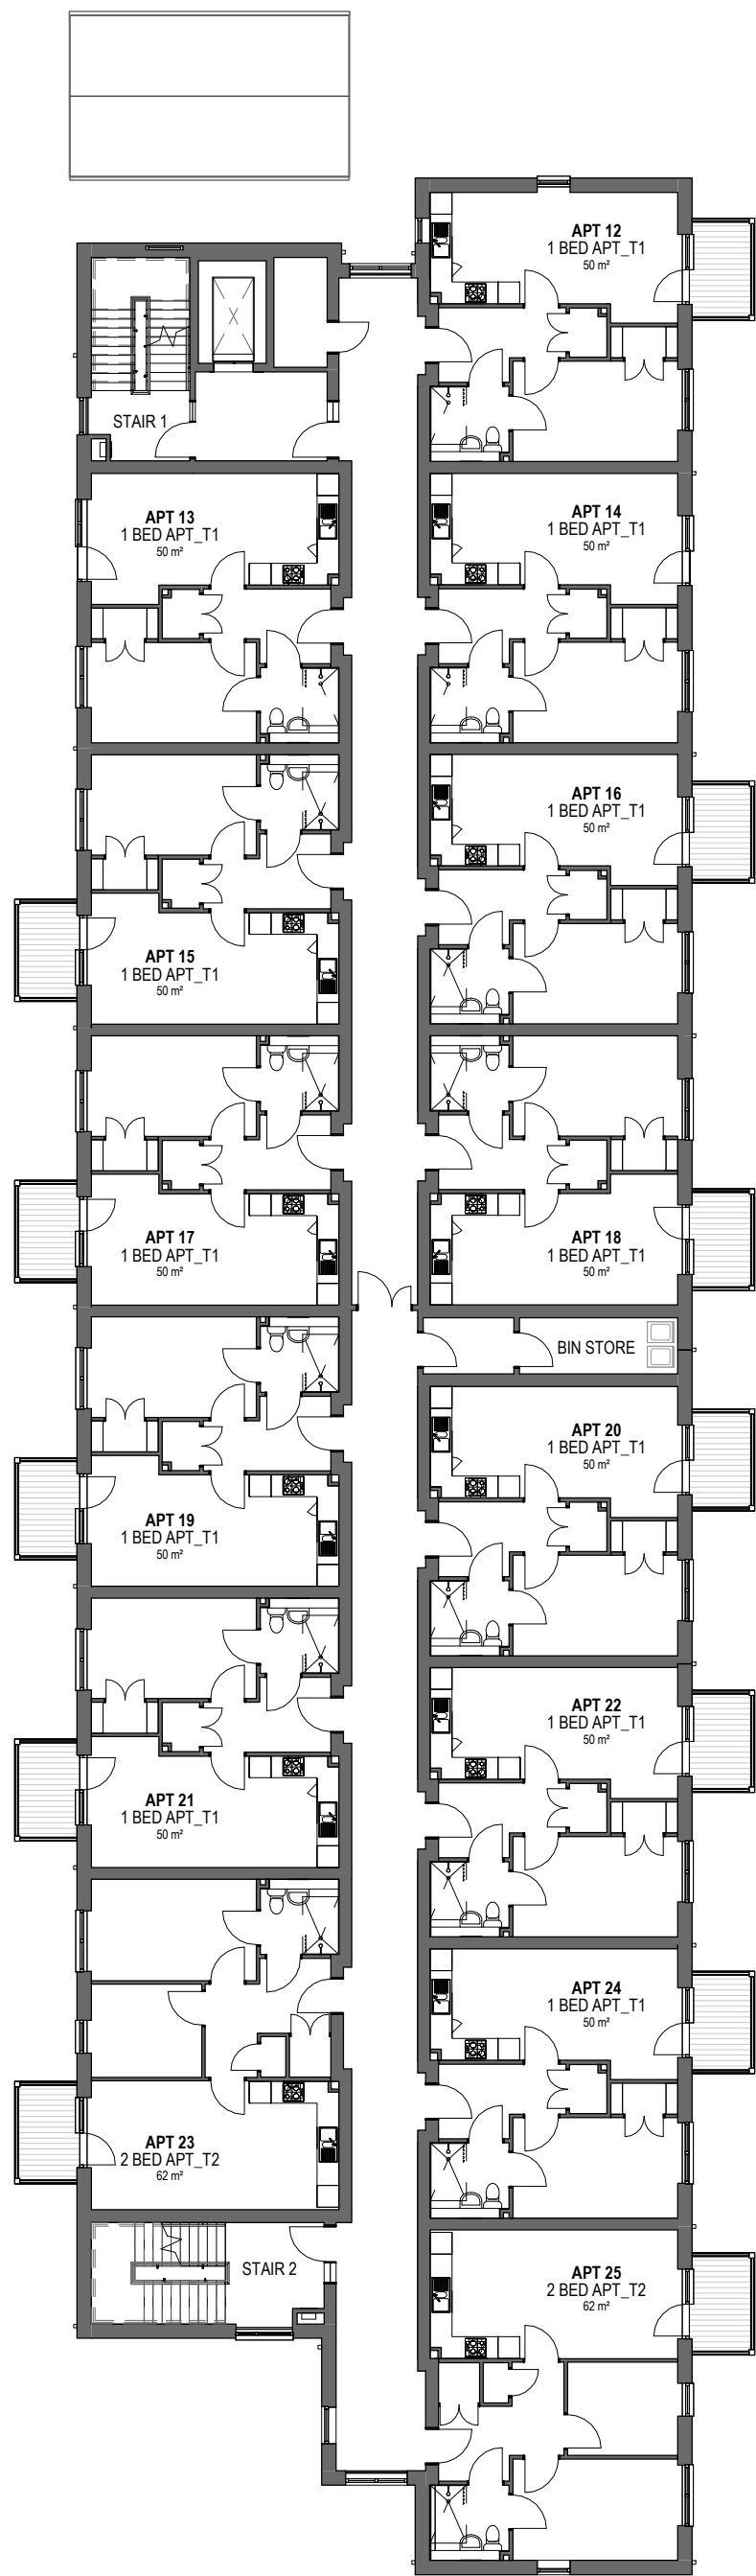 APT 12
1 BED APT_T1
50 m²
STAIR 1
APT 13
1 BED APT_T1
50 m²
APT 14
1 BED APT_T1
50 m²
APT 16
1 BED APT_T1
50 m²
APT 15
1 BED APT_T1
50 m²
APT 17
1 BED APT_T1
50 m²
APT 18
1 BED APT_T1
50 m²
BIN STORE
APT 20
1 BED APT_T1
50 m²
APT 19
1 BED APT_T1
50 m²
APT 22
1 BED APT_T1
50 m²
APT 21
1 BED APT_T1
50 m²
APT 24
1 BED APT_T1
50 m²
APT 23
2 BED APT_T2
62 m²
STAIR 2
APT 25
2 BED APT_T2
62 m²